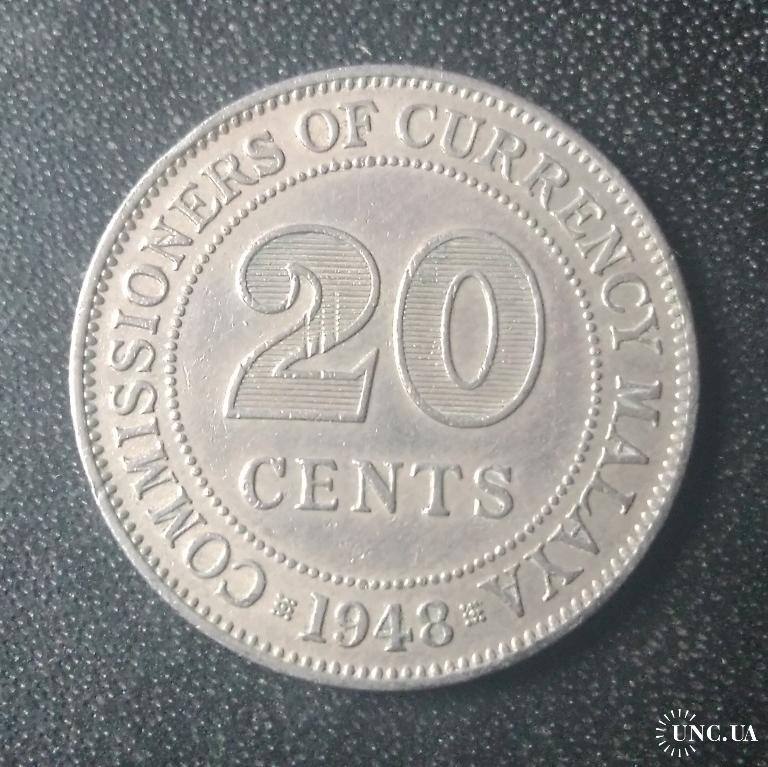 COMMISSIONERS OF CURRENCY MALAYA
20
CENTS
1948
UNC.UA